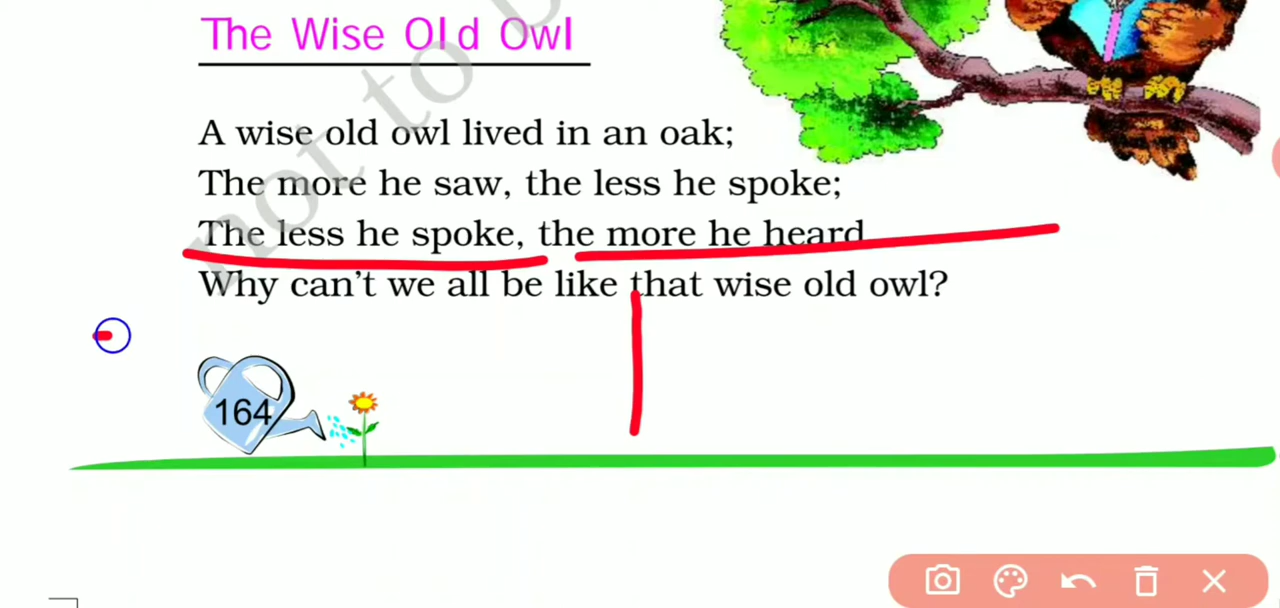 The Wise Old Owl
not to b
A wise old owl lived in an oak;
The more he saw, the less he spoke;
The less he spoke, the more he heard
Why can't we all be like that wise old owl?
164